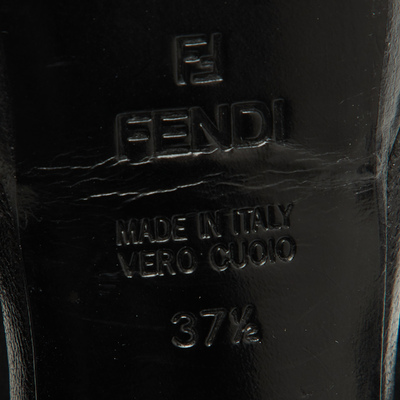 FF
FENDI
MADE IN ITALY
VERO CUOIO
37½